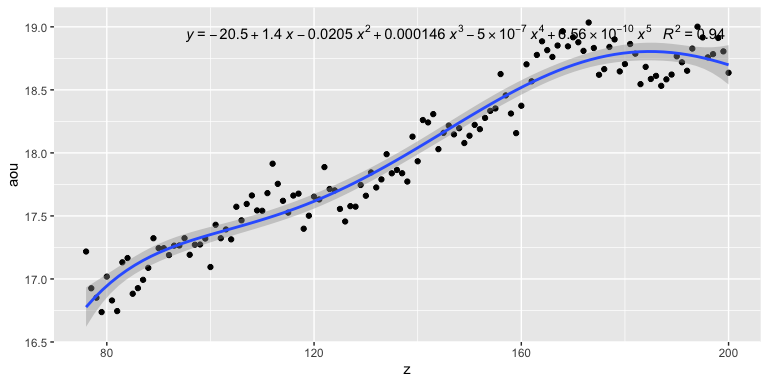 y = −20.5 + 1.4 x − 0.0205 x² + 0.000146 x³ − 5 × 10⁻⁷ x⁴ + 6.56 × 10⁻¹⁰ x⁵ R² = 0.94
19.0
18.5
18.0
17.5
17.0
16.5
aou
80 120 160 200
z